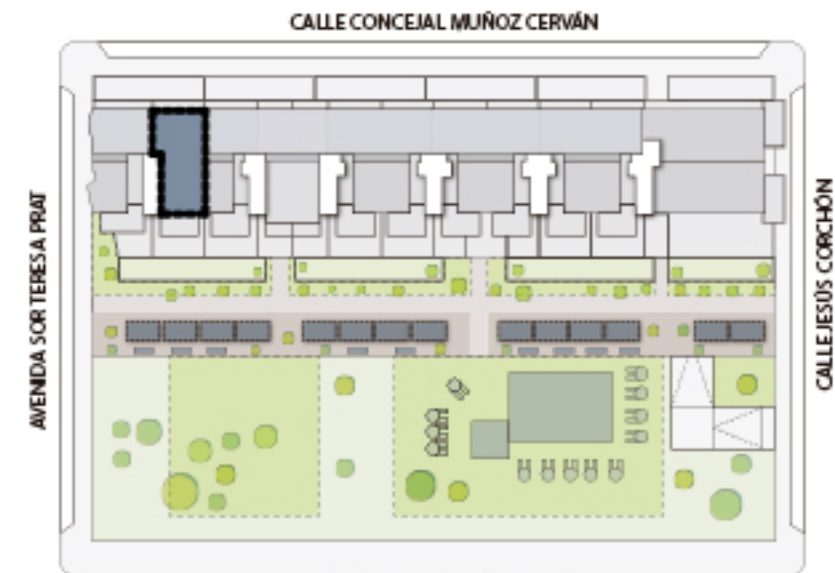 CALLE CONCEJAL MUÑOZ CERVÁN
AVENIDA SOR TERESA PRAT
CALLE JESÚS CORCHÓN